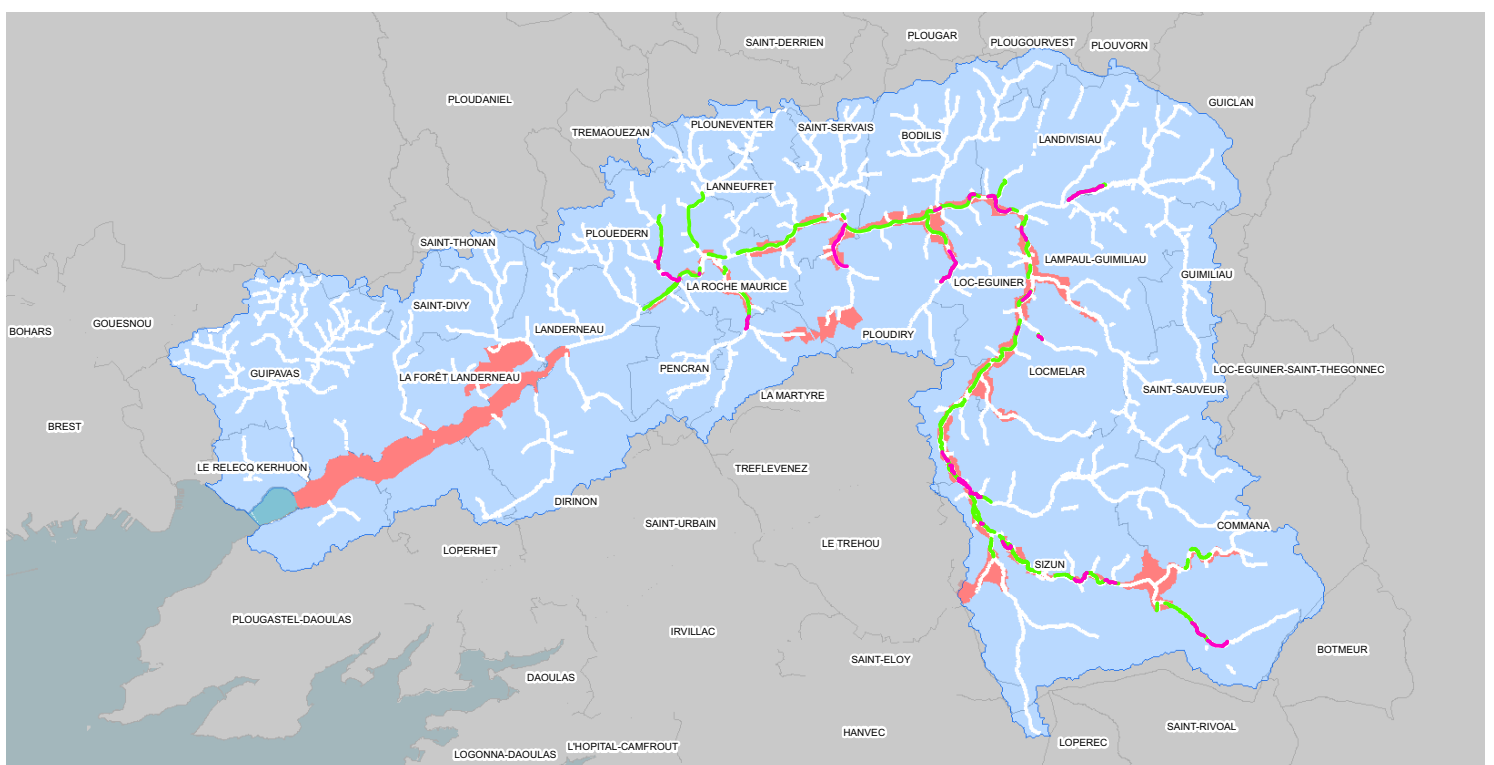 PLOUGAR
SAINT-DERRIEN
PLOUGOURVEST
PLOUVORN
PLOUDANIEL
GUICLAN
TREMAOUEZAN
PLOUNEVENTER
SAINT-SERVAIS
BODILIS
LANDIVISIAU
LANNEUFRET
PLOUEDERN
SAINT-THONAN
LAMPAUL-GUIMILIAU
GUIMILIAU
LA ROCHE MAURICE
LOC-EGUINER
SAINT-DIVY
GOUESNOU
BOHARS
LANDERNEAU
PLOUDIRY
PENCRAN
LOC-EGUINER-SAINT-THEGONNEC
GUIPAVAS
LA FORÊT LANDERNEAU
LOCMELAR
SAINT-SAUVEUR
LA MARTYRE
BREST
LE RELECQ KERHUON
TREFLEVENEZ
DIRINON
SAINT-URBAIN
COMMANA
LE TREHOU
LOPERHET
SIZUN
PLOUGASTEL-DAOULAS
IRVILLAC
BOTMEUR
SAINT-ELOY
DAOULAS
SAINT-RIVOAL
HANVEC
LOPEREC
L'HOPITAL-CAMFROUT
LOGONNA-DAOULAS